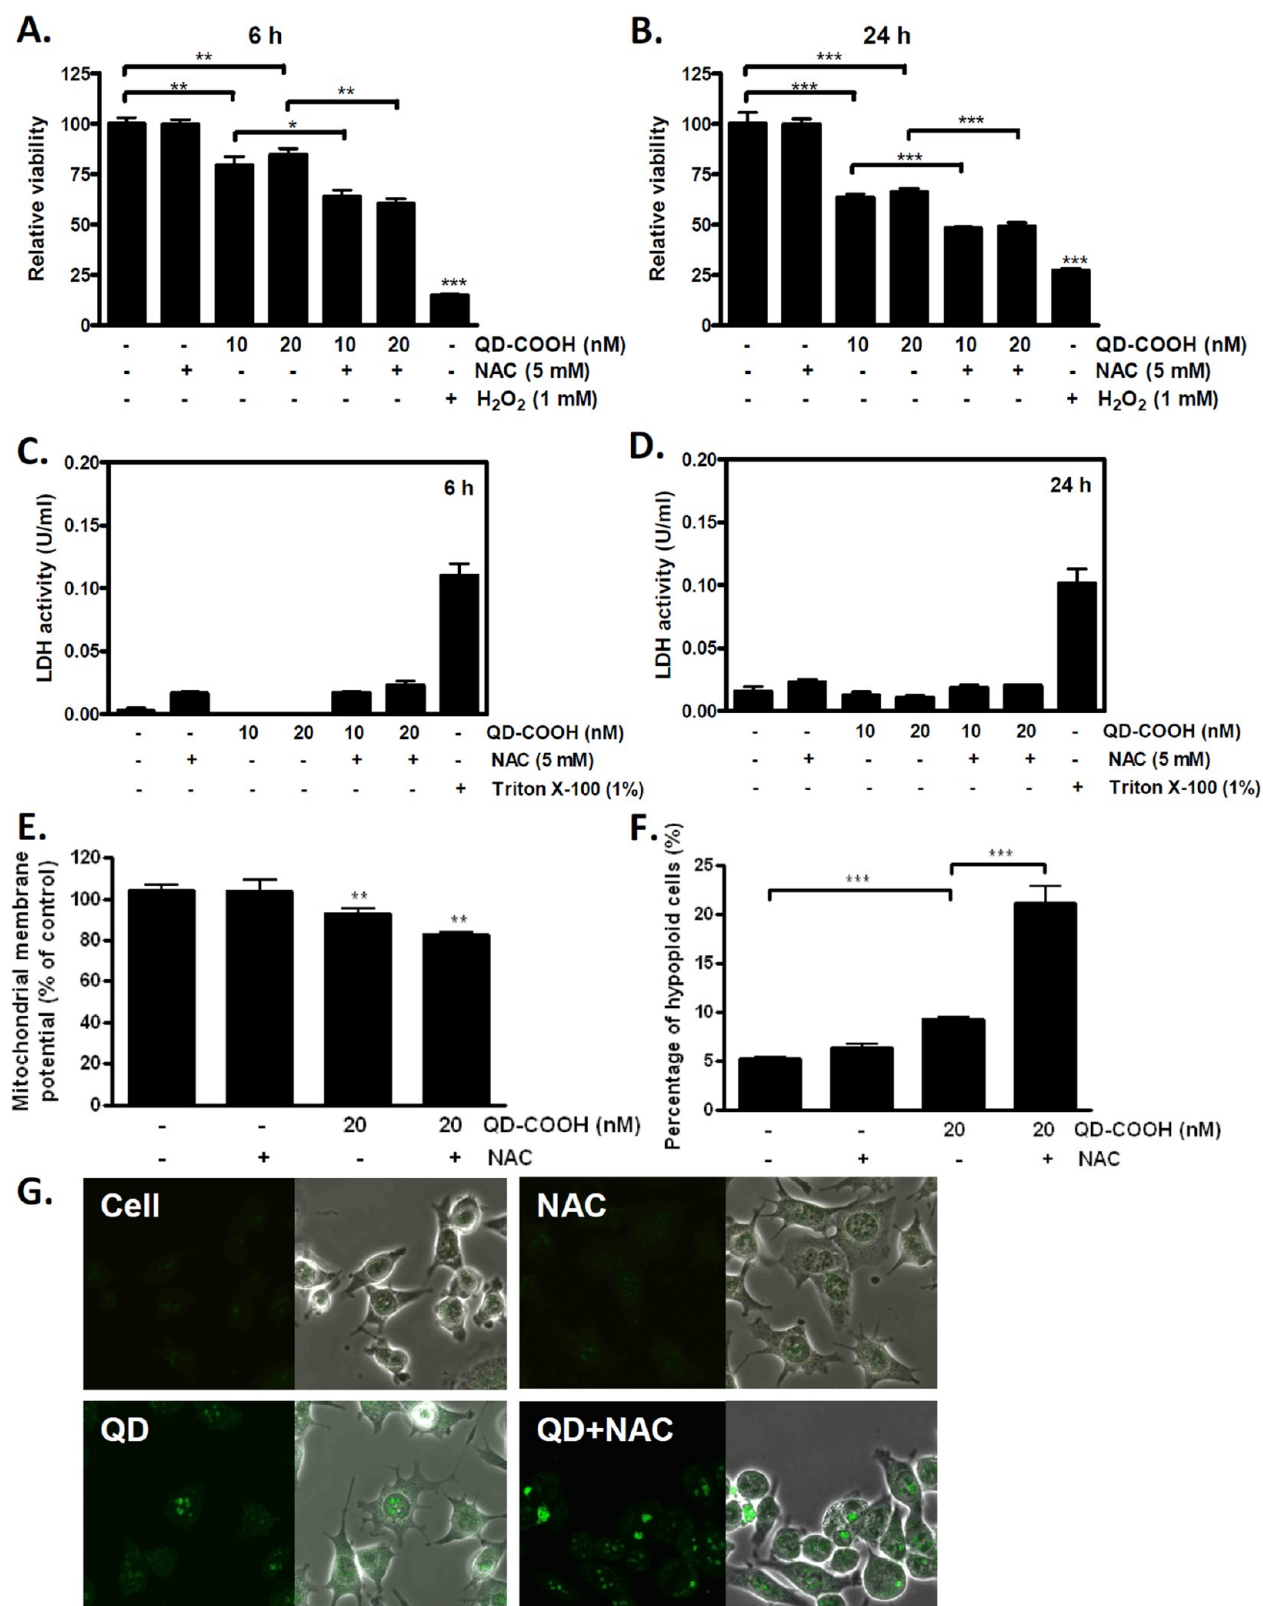 A.
6 h
Relative viability
125
100
75
50
25
0
**
**
**
*
***
- - 10 20 10 20 - QD-COOH (nM)
- + - - + + - NAC (5 mM)
- - - - - - + H₂O₂ (1 mM)
B.
24 h
Relative viability
125
100
75
50
25
0
***
***
***
***
***
- - 10 20 10 20 - QD-COOH (nM)
- + - - + + - NAC (5 mM)
- - - - - - + H₂O₂ (1 mM)
C.
6 h
LDH activity (U/ml)
0.20
0.15
0.10
0.05
0.00
- - 10 20 10 20 - QD-COOH (nM)
- + - - + + - NAC (5 mM)
- - - - - - + Triton X-100 (1%)
D.
24 h
LDH activity (U/ml)
0.20
0.15
0.10
0.05
0.00
- - 10 20 10 20 - QD-COOH (nM)
- + - - + + - NAC (5 mM)
- - - - - - + Triton X-100 (1%)
E.
Mitochondrial membrane
potential (% of control)
120
100
80
60
40
20
0
**
**
- - 20 20 QD-COOH (nM)
- + - + NAC
F.
Percentage of hypoploid cells (%)
25
20
15
10
5
0
***
***
- - 20 20 QD-COOH (nM)
- + - + NAC
G.
Cell
NAC
QD
QD+NAC